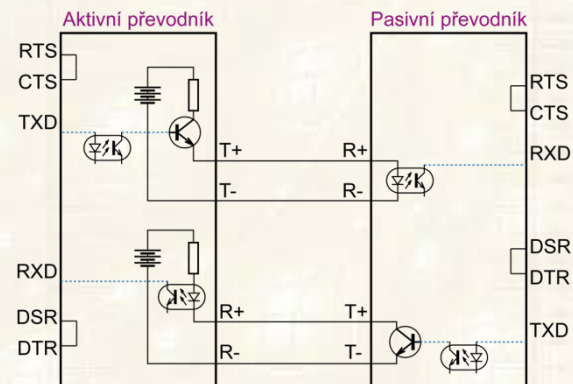 Aktivní převodník
Pasivní převodník
RTS
CTS
TXD
RXD
DSR
DTR
T+
T-
R+
R-
R+
R-
T+
T-
RTS
CTS
RXD
DSR
DTR
TXD